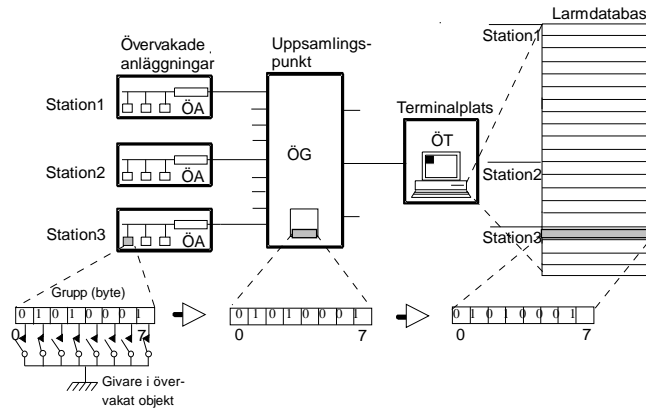 Larmdatabas
Övervakade
anläggningar
Uppsamlings-
punkt
Station1
Terminalplats
Station1
ÖA
ÖG
ÖT
Station2
ÖA
Station2
Station3
ÖA
Station3
Grupp (byte)
0 1 0 1 0 0 0 1
0 7
0 1 0 1 0 0 0 1
0 7
0 1 0 1 0 0 0 1
0 7
Givare i över-
vakat objekt